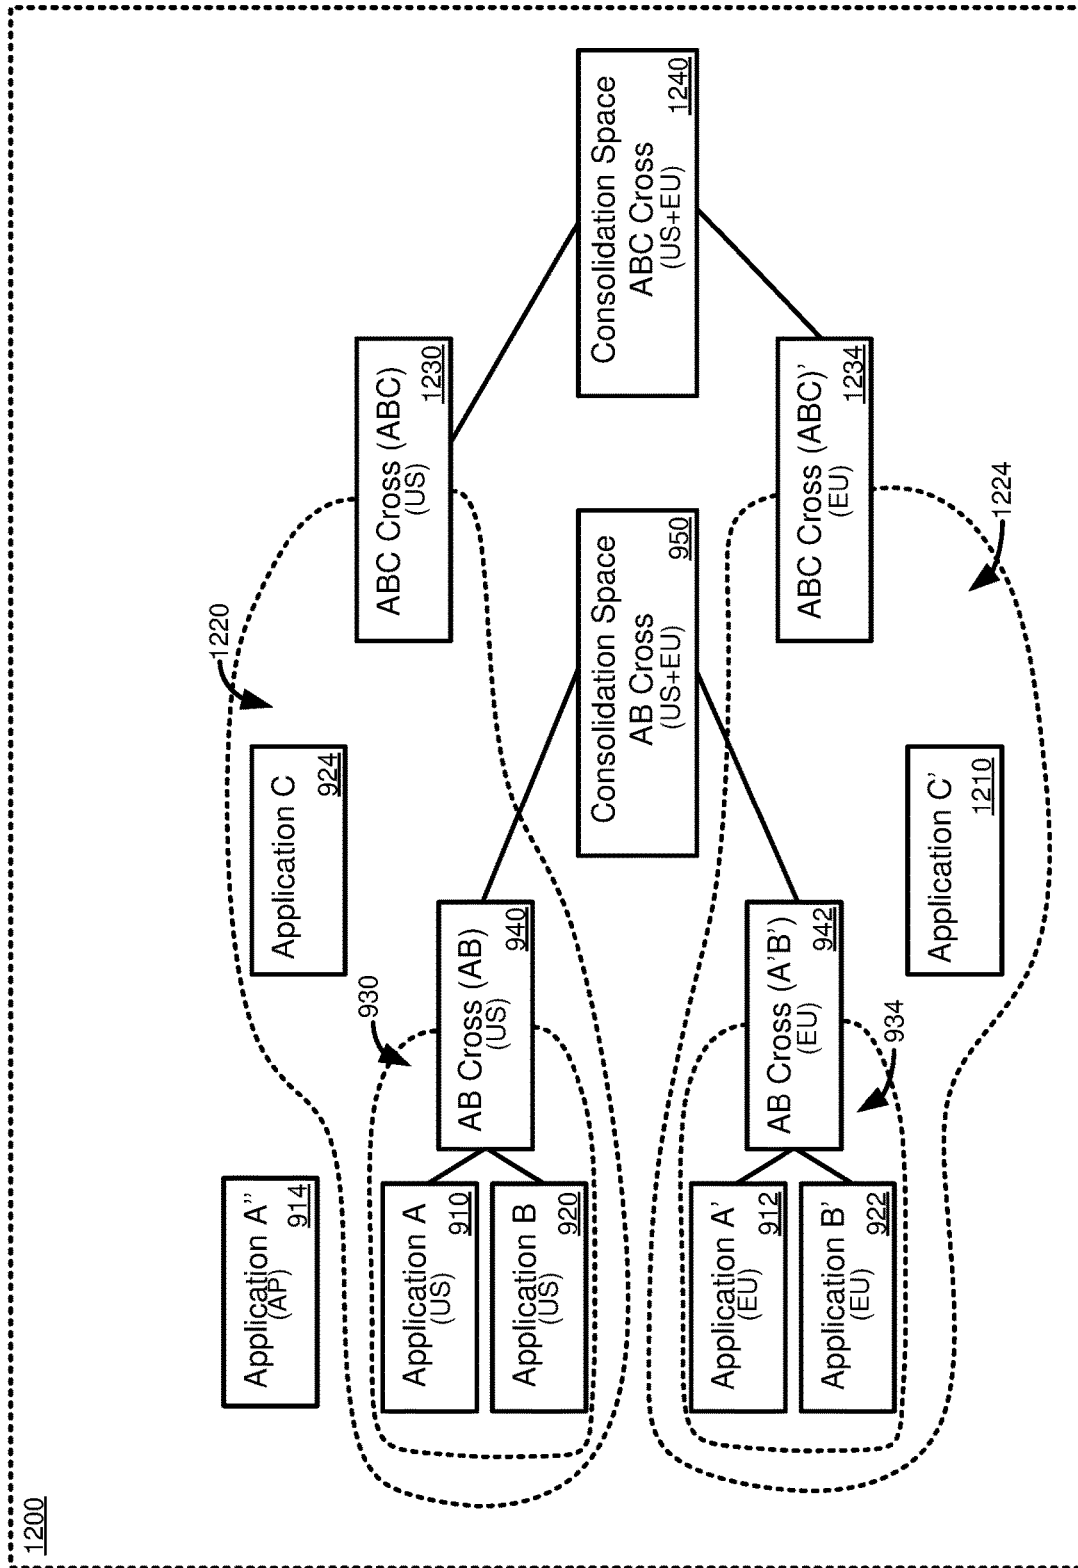 1200
Application A"
(AP)
914
Application C
924
1220
ABC Cross (ABC)
(US)
1230
930
Application A
(US)
910
Application B
(US)
920
AB Cross (AB)
(US)
940
Consolidation Space
AB Cross
(US+EU)
950
Consolidation Space
ABC Cross
(US+EU)
1240
Application A'
(EU)
912
Application B'
(EU)
922
AB Cross (A'B')
(EU)
942
934
ABC Cross (ABC)'
(EU)
1234
Application C'
1210
1224